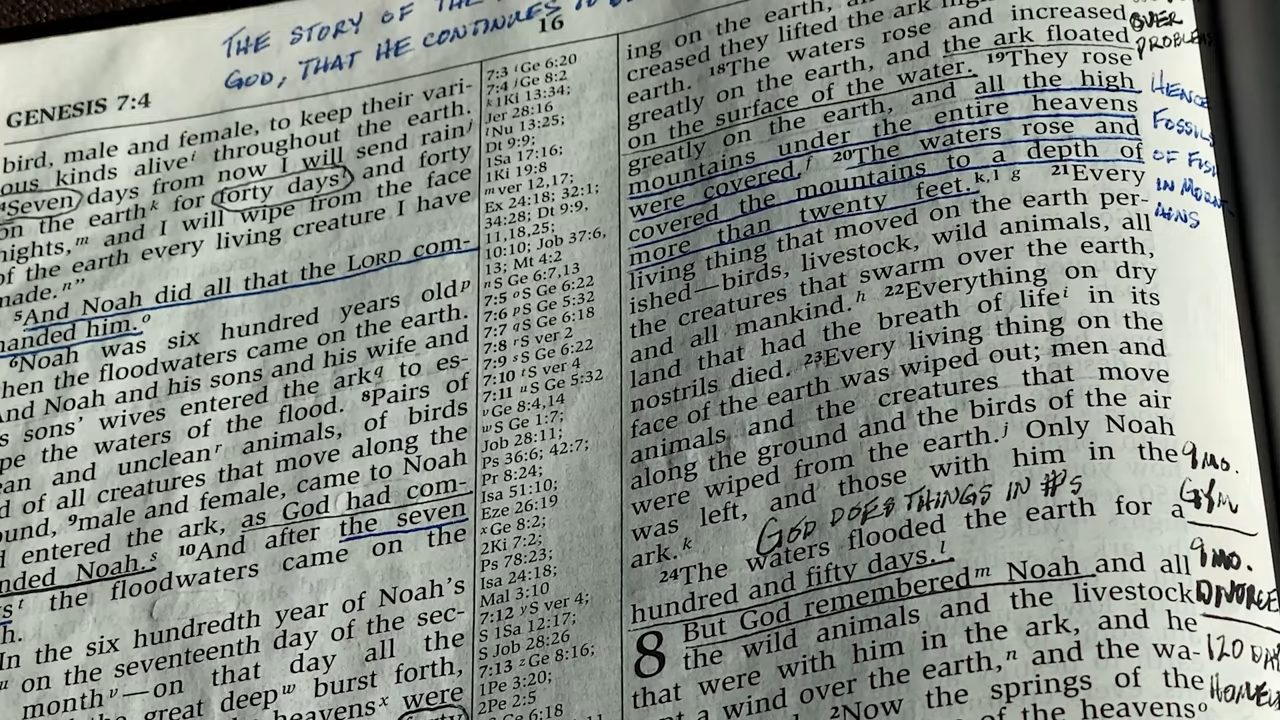 THE STORY OF THE
GOD, THAT HE CONTINUES TO
16
GENESIS 7:4
bird, male and female, to keep their vari-
ous kinds alive i throughout the earth.
4Seven days from now I will send rain j
on the earth k for forty days l and forty
nights, m and I will wipe from the face
of the earth every living creature I have
made. n”
5And Noah did all that the LORD com-
manded him. o
6Noah was six hundred years old p
when the floodwaters came on the earth.
And Noah and his sons and his wife and
s sons’ wives entered the ark q to es-
pe the waters of the flood. 8Pairs of
ean and unclean r animals, of birds
d of all creatures that move along the
ound, 9male and female, came to Noah
d entered the ark, as God had com-
nded Noah. s 10And after the seven
s t the floodwaters came on the
h.
In the six hundredth year of Noah’s
u on the seventeenth day of the sec-
month v—on that day all the
great deep w burst forth,
heavens x were
forty
7:3 i Ge 6:20
7:4 j Ge 8:2
k 1Ki 13:34;
Jer 28:16
l Nu 13:25;
Dt 9:9;
1Sa 17:16;
1Ki 19:8
m ver 12,17;
Ex 24:18; 32:1;
34:28; Dt 9:9,
11,18,25;
10:10; Job 37:6,
13; Mt 4:2
n S Ge 6:7,13
7:5 o S Ge 6:22
7:6 p S Ge 5:32
7:7 q S Ge 6:18
7:8 r S ver 2
7:9 s S Ge 6:22
7:10 t S ver 4
7:11 u S Ge 5:32
v Ge 8:4,14
w S Ge 1:7;
Job 28:11;
Ps 36:6; 42:7;
Pr 8:24;
Isa 51:10;
Eze 26:19
x Ge 8:2;
2Ki 7:2;
Ps 78:23;
Isa 24:18;
Mal 3:10
7:12 y S ver 4;
S 1Sa 12:17;
S Job 28:26
7:13 z Ge 8:16;
1Pe 3:20;
2Pe 2:5
Ge 6:18
ing on the earth,
creased they lifted the ark high
earth. 18The waters rose and increased
greatly on the earth, and the ark floated
on the surface of the water. 19They rose
greatly on the earth, and all the high
mountains under the entire heavens
were covered. f 20The waters rose and
covered the mountains to a depth of
more than twenty feet. k,1 g 21Every
living thing that moved on the earth per-
ished—birds, livestock, wild animals, all
the creatures that swarm over the earth,
and all mankind. h 22Everything on dry
land that had the breath of life i in its
nostrils died. 23Every living thing on the
face of the earth was wiped out; men and
animals and the creatures that move
along the ground and the birds of the air
were wiped from the earth. j Only Noah
was left, and those with him in the
ark. k
GOD DOES THINGS IN #'S
24The waters flooded the earth for a
hundred and fifty days. l
8 But God remembered m Noah and all
the wild animals and the livestock
that were with him in the ark, and he
a wind over the earth, n and the wa-
2Now the springs of the
of the heavens o
OVER
PROBLEMS
HENCE
FOSSILS
OF FISH
IN MOUNT-
AINS
9 MO.
GYM
9 MO.
DIVORCE
120 DAY